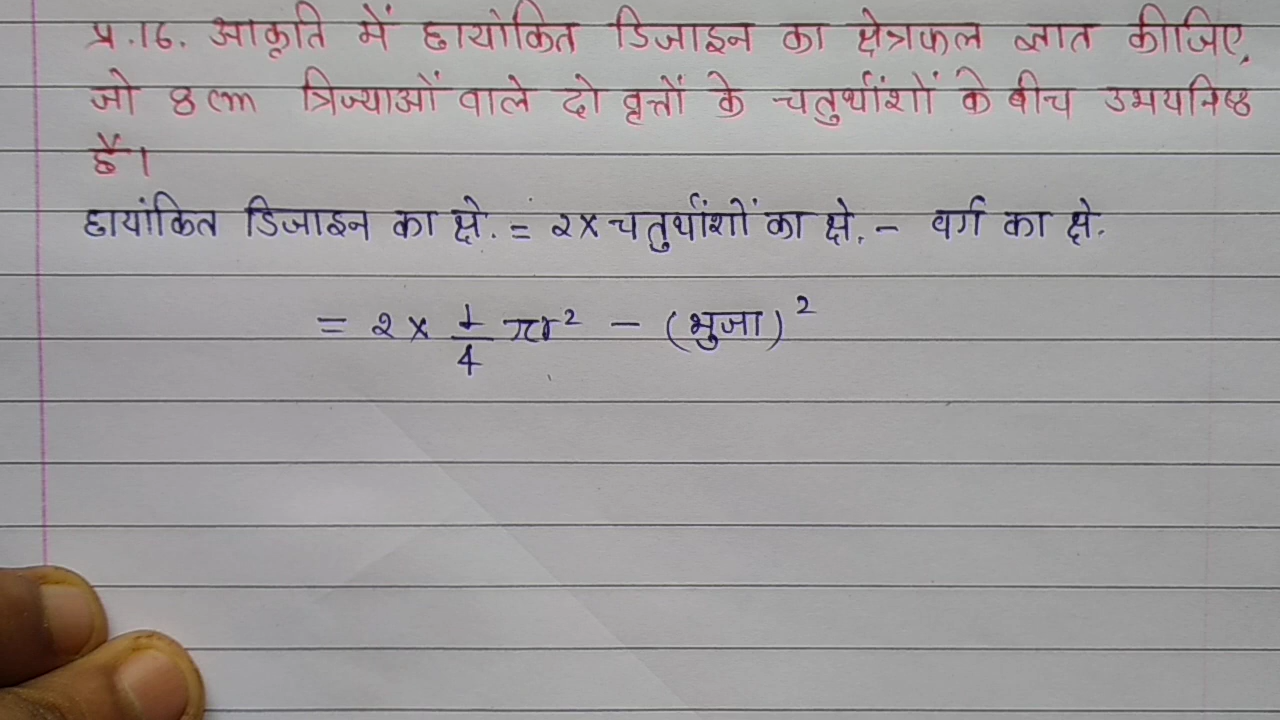 प्र.16. आकृति में छायांकित डिजाइन का क्षेत्रफल ज्ञात कीजिए,
जो 8 cm त्रिज्याओं वाले दो वृत्तों के चतुर्थांशों के बीच उभयनिष्ठ
है।
छायांकित डिजाइन का क्षे. = 2 × चतुर्थांशों का क्षे. - वर्ग का क्षे.
= 2 × 1/4 πr² - (भुजा)²